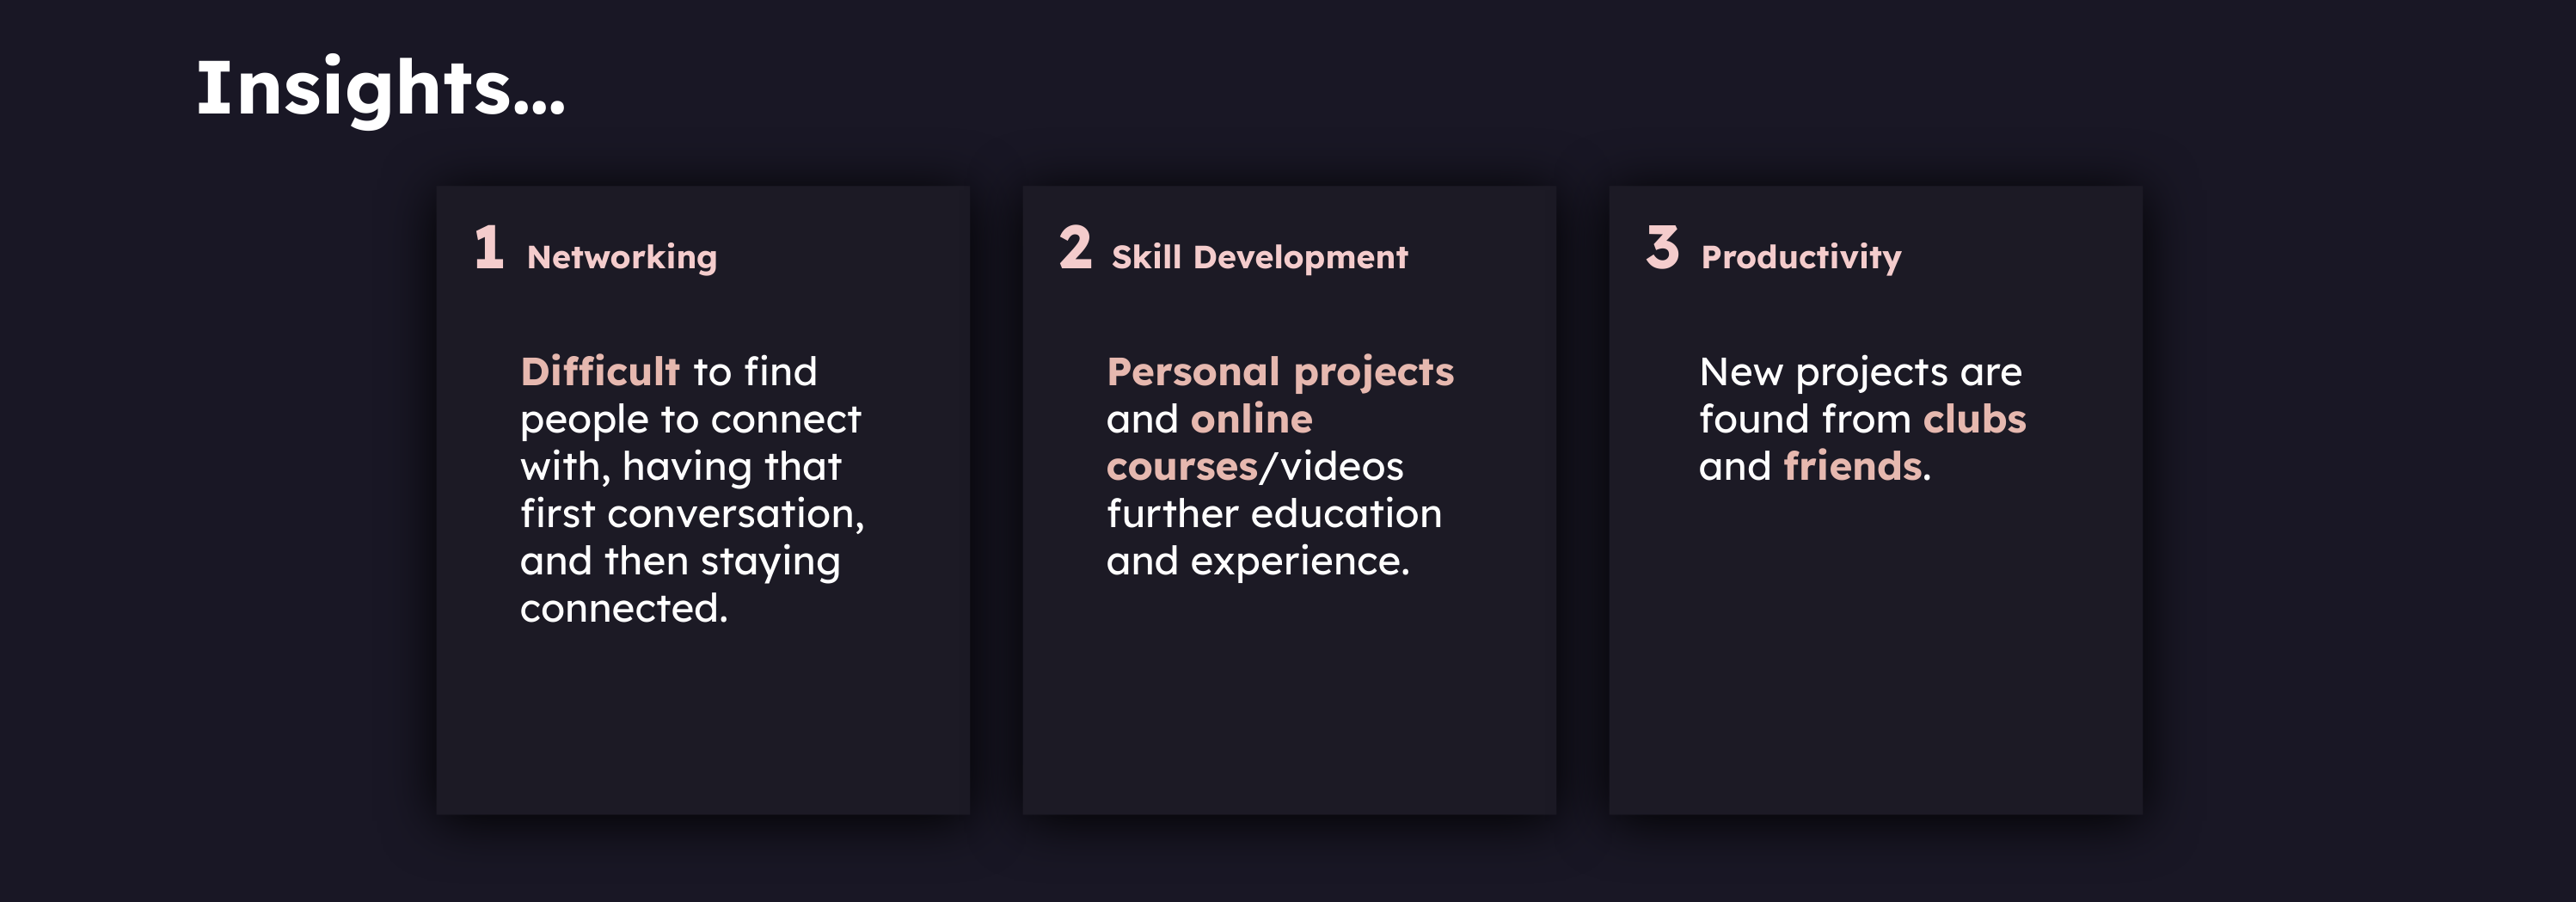 Insights...
1 Networking
Difficult to find
people to connect
with, having that
first conversation,
and then staying
connected.
2 Skill Development
Personal projects
and online
courses/videos
further education
and experience.
3 Productivity
New projects are
found from clubs
and friends.